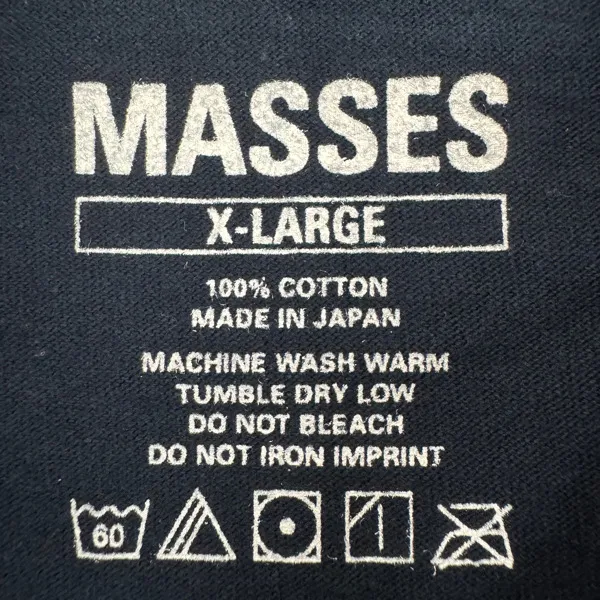 MASSES
X-LARGE
100% COTTON
MADE IN JAPAN
MACHINE WASH WARM
TUMBLE DRY LOW
DO NOT BLEACH
DO NOT IRON IMPRINT
60